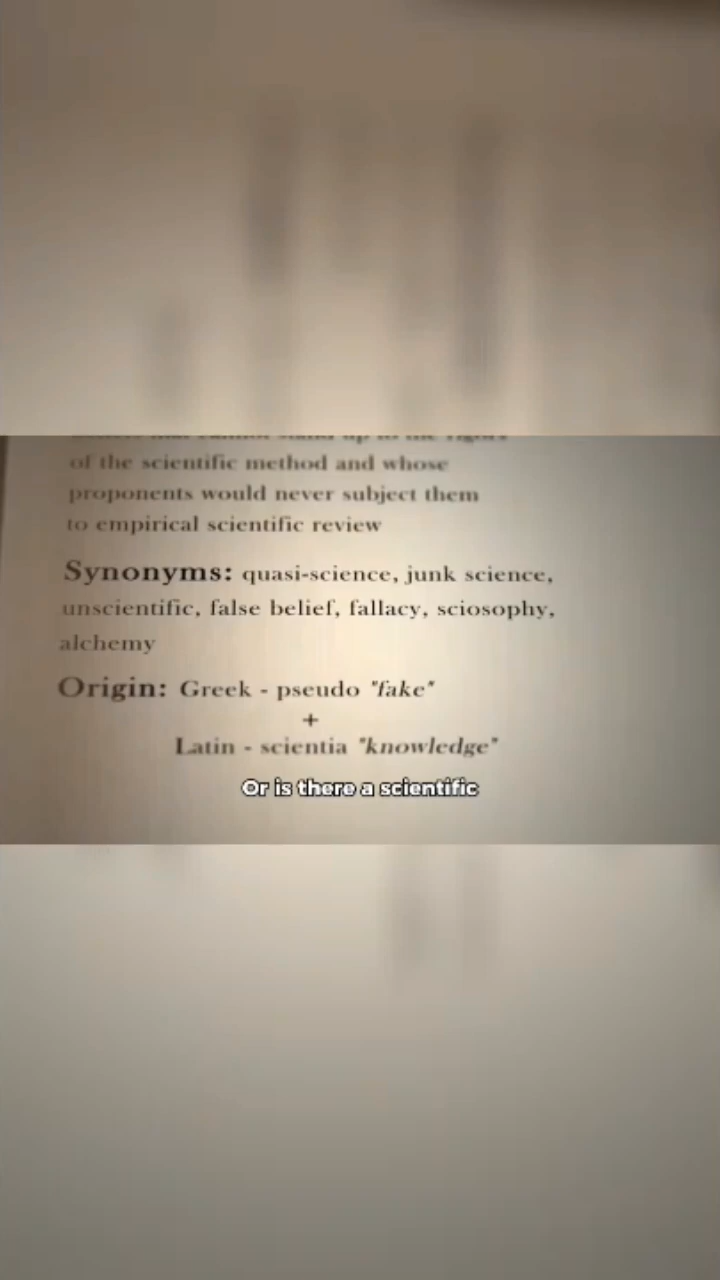 of the scientific method and whose
proponents would never subject them
to empirical scientific review
Synonyms: quasi-science, junk science,
unscientific, false belief, fallacy, sciosophy,
alchemy
Origin: Greek - pseudo "fake"
+
Latin - scientia "knowledge"
Or is there a scientific